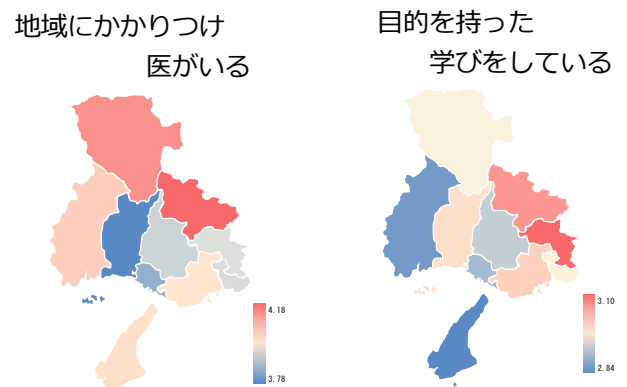 地域にかかりつけ
医がいる
4.18
3.78
目的を持った
学びをしている
3.10
2.84